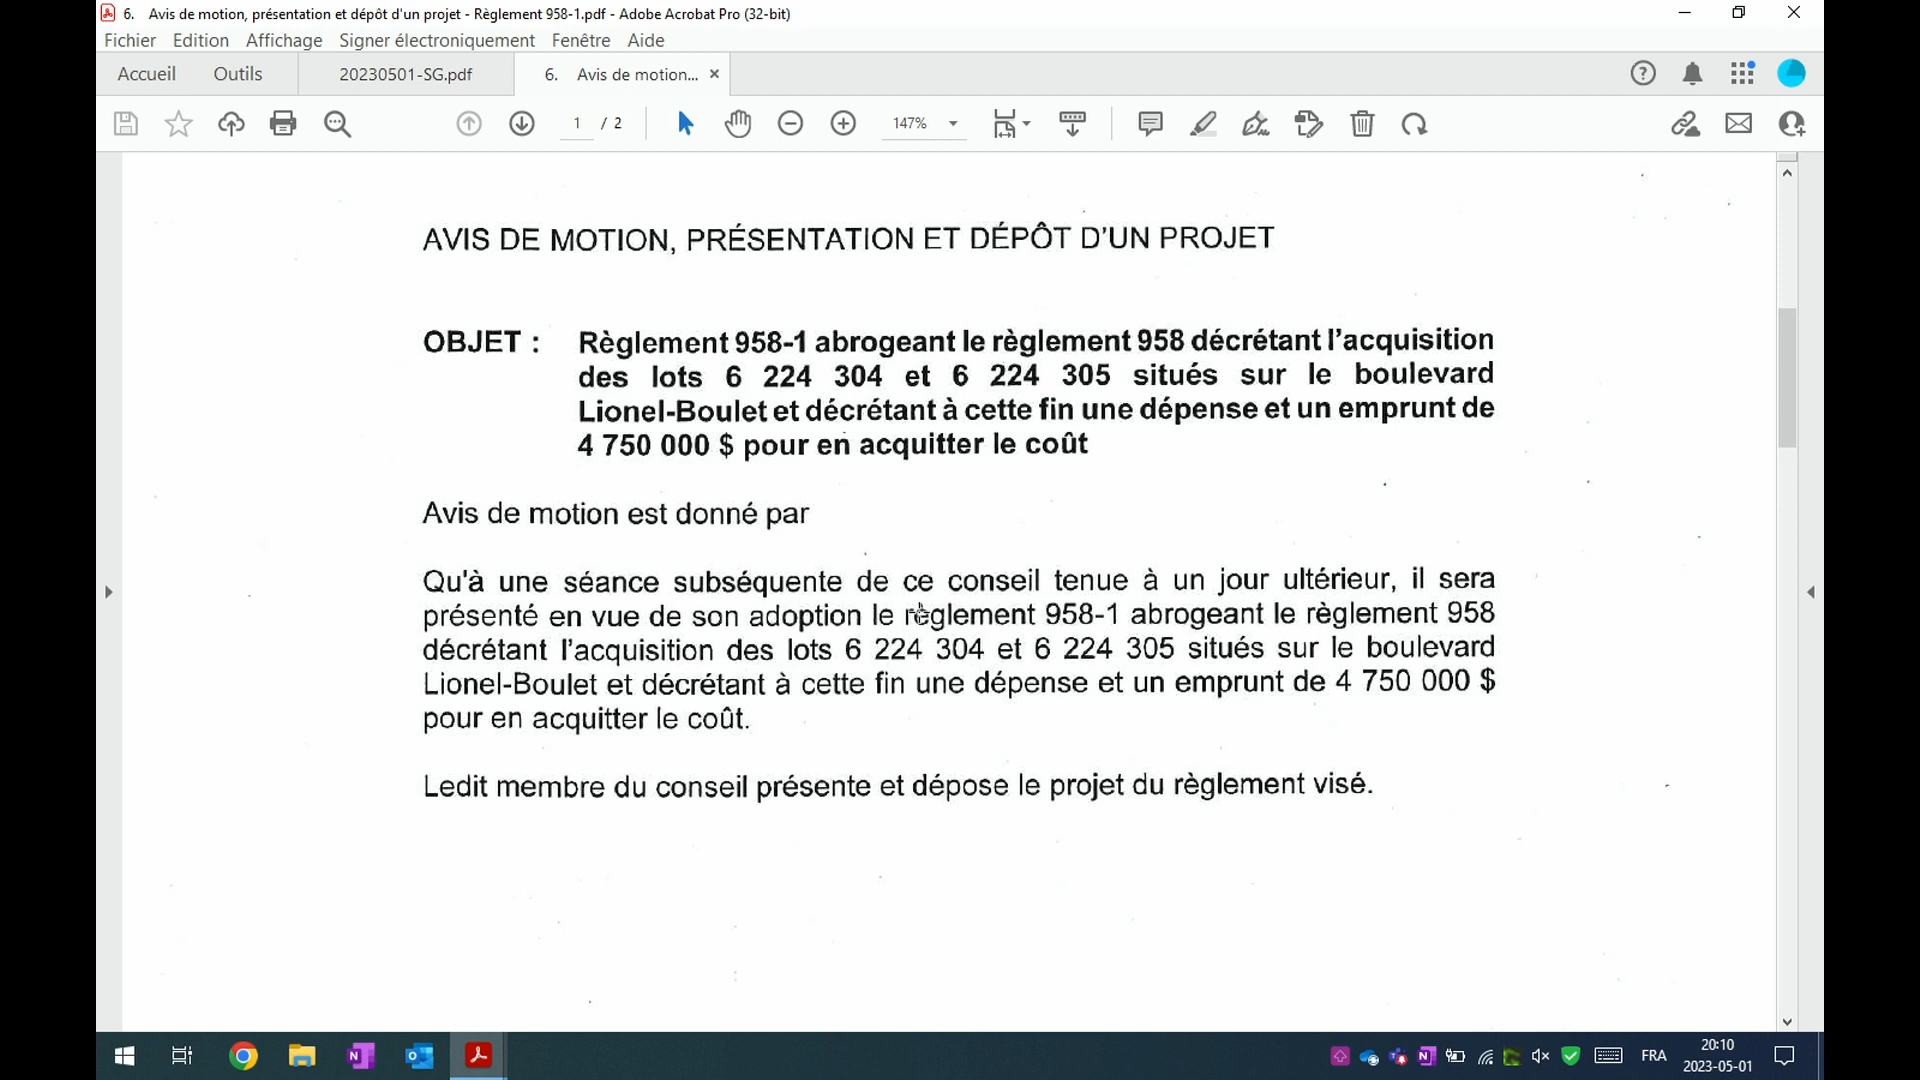 6. Avis de motion, présentation et dépôt d'un projet - Règlement 958-1.pdf - Adobe Acrobat Pro (32-bit)
Fichier Edition Affichage Signer électroniquement Fenêtre Aide
Accueil Outils 20230501-SG.pdf 6. Avis de motion... ×
1 / 2 147%
AVIS DE MOTION, PRÉSENTATION ET DÉPÔT D'UN PROJET
OBJET : Règlement 958-1 abrogeant le règlement 958 décrétant l'acquisition
des lots 6 224 304 et 6 224 305 situés sur le boulevard
Lionel-Boulet et décrétant à cette fin une dépense et un emprunt de
4 750 000 $ pour en acquitter le coût
Avis de motion est donné par
Qu'à une séance subséquente de ce conseil tenue à un jour ultérieur, il sera
présenté en vue de son adoption le règlement 958-1 abrogeant le règlement 958
décrétant l'acquisition des lots 6 224 304 et 6 224 305 situés sur le boulevard
Lionel-Boulet et décrétant à cette fin une dépense et un emprunt de 4 750 000 $
pour en acquitter le coût.
Ledit membre du conseil présente et dépose le projet du règlement visé.
FRA
20:10
2023-05-01